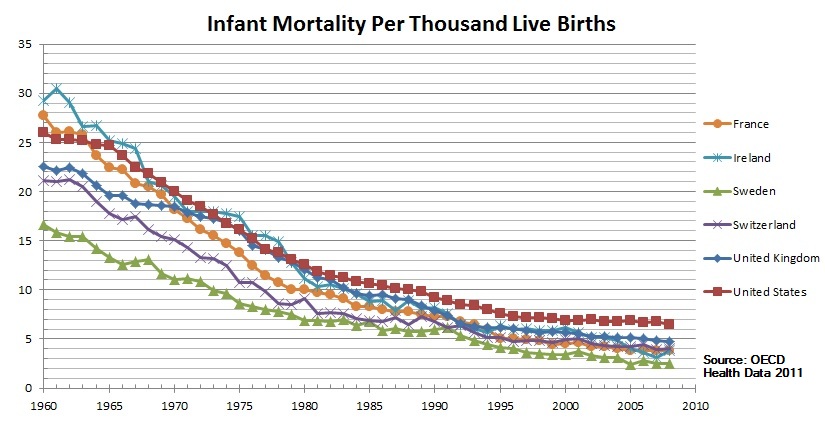 Infant Mortality Per Thousand Live Births
35
30
25
20
15
10
5
0
1960 1965 1970 1975 1980 1985 1990 1995 2000 2005 2010
France
Ireland
Sweden
Switzerland
United Kingdom
United States
Source: OECD
Health Data 2011